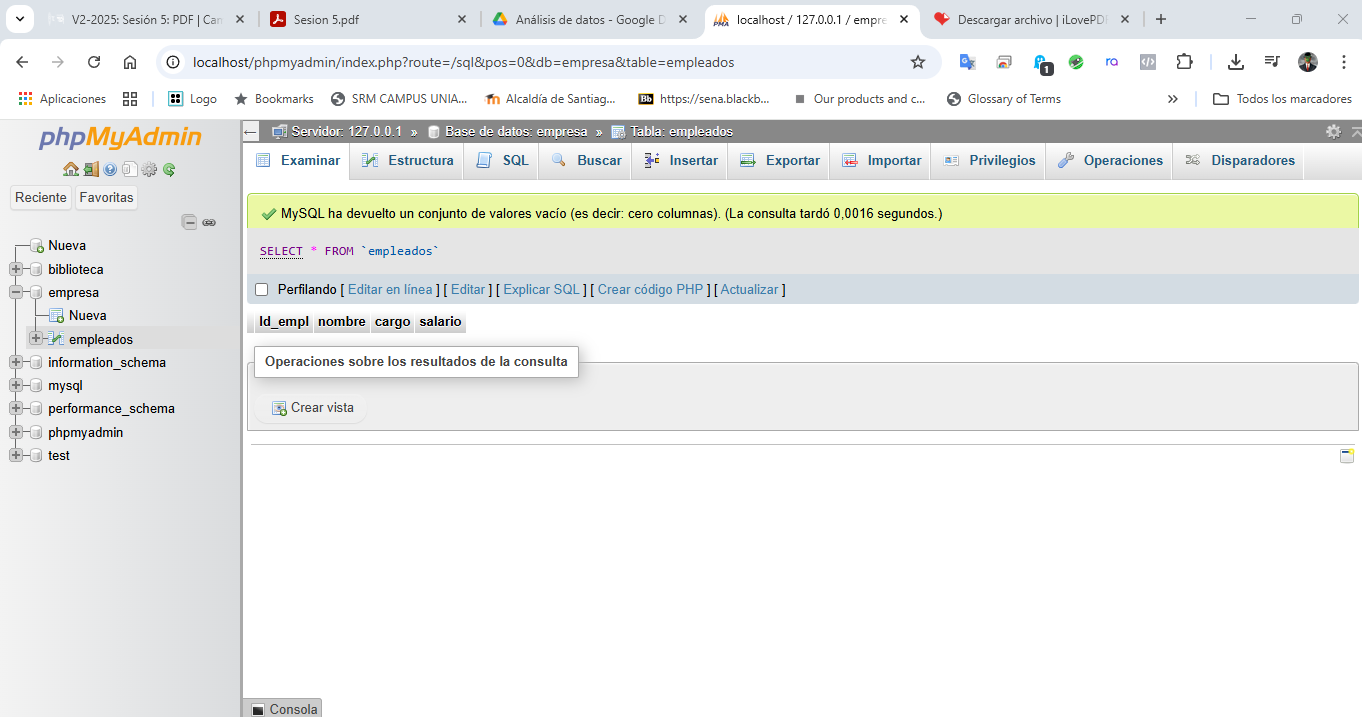 V2-2025: Sesión 5: PDF | Can
Sesion 5.pdf
Análisis de datos - Google D
localhost / 127.0.0.1 / empre
Descargar archivo | iLovePD
localhost/phpmyadmin/index.php?route=/sql&pos=0&db=empresa&table=empleados
1
Aplicaciones
Logo
Bookmarks
SRM CAMPUS UNIA...
Alcaldía de Santiag...
Bb https://sena.blackb...
Our products and c...
Glossary of Terms
Todos los marcadores
phpMyAdmin
Reciente Favoritas
Nueva
biblioteca
empresa
Nueva
empleados
information_schema
mysql
performance_schema
phpmyadmin
test
Servidor: 127.0.0.1 » Base de datos: empresa » Tabla: empleados
Examinar Estructura SQL Buscar Insertar Exportar Importar Privilegios Operaciones Disparadores
MySQL ha devuelto un conjunto de valores vacío (es decir: cero columnas). (La consulta tardó 0,0016 segundos.)
SELECT * FROM `empleados`
Perfilando [ Editar en línea ] [ Editar ] [ Explicar SQL ] [ Crear código PHP ] [ Actualizar ]
Id_empl nombre cargo salario
Operaciones sobre los resultados de la consulta
Crear vista
Consola